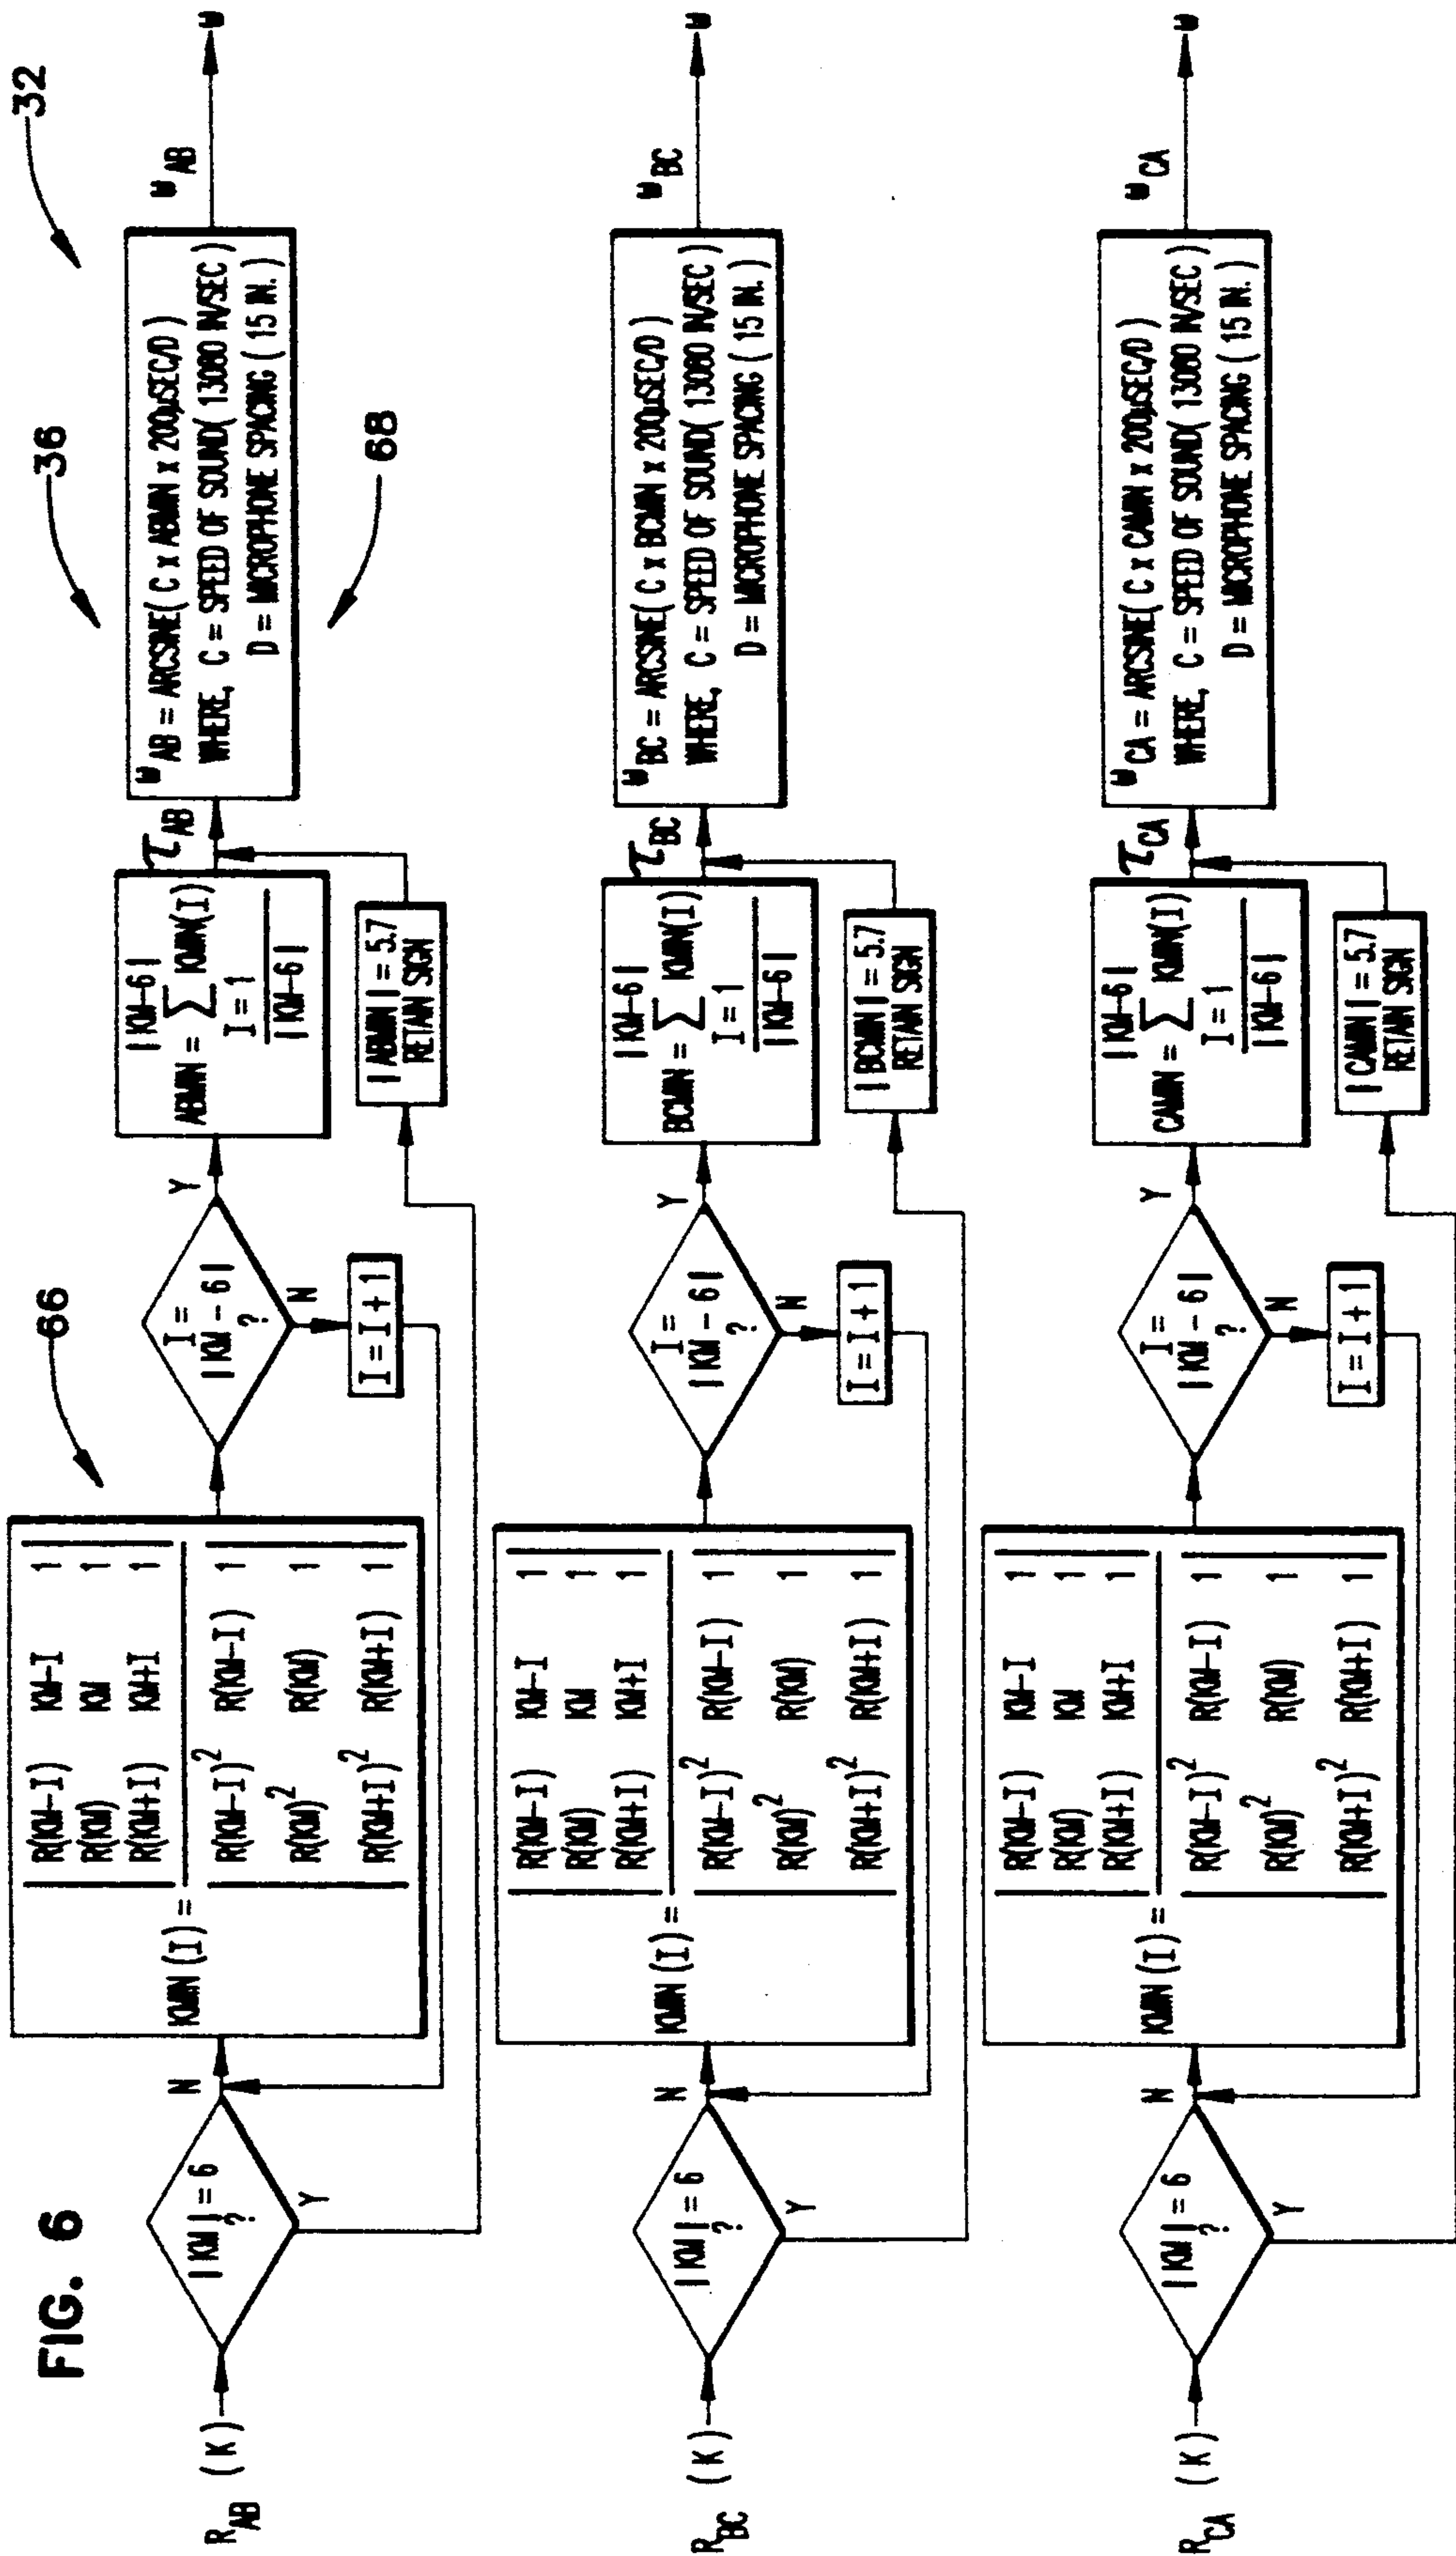 FIG. 6
32
36
66
68
R_AB (K)
|KM| = 6
?
N
Y
KMIN (I) =
R(KM-I) KM-I 1
R(KM) KM 1
R(KM+I) KM+I 1
R(KM-I)² R(KM-I) 1
R(KM)² R(KM) 1
R(KM+I)² R(KM+I) 1
I =
|KM - 6|
?
Y
N
I = I + 1
|KM-6|
ABMIN = Σ KMIN(I)
I = 1
|KM-6|
|ABMIN| = 5.7
RETAIN SIGN
τ_AB
ω_AB = ARCSINE( C x ABMIN x 200µSEC/D )
WHERE, C = SPEED OF SOUND( 13080 IN/SEC )
D = MICROPHONE SPACING ( 15 IN. )
ω_AB
ω
R_BC (K)
|KM| = 6
?
N
Y
KMIN (I) =
R(KM-I) KM-I 1
R(KM) KM 1
R(KM+I) KM+I 1
R(KM-I)² R(KM-I) 1
R(KM)² R(KM) 1
R(KM+I)² R(KM+I) 1
I =
|KM - 6|
?
Y
N
I = I + 1
|KM-6|
BCMIN = Σ KMIN(I)
I = 1
|KM-6|
|BCMIN| = 5.7
RETAIN SIGN
τ_BC
ω_BC = ARCSINE( C x BCMIN x 200µSEC/D )
WHERE, C = SPEED OF SOUND( 13080 IN/SEC )
D = MICROPHONE SPACING ( 15 IN. )
ω_BC
ω
R_CA (K)
|KM| = 6
?
N
Y
KMIN (I) =
R(KM-I) KM-I 1
R(KM) KM 1
R(KM+I) KM+I 1
R(KM-I)² R(KM-I) 1
R(KM)² R(KM) 1
R(KM+I)² R(KM+I) 1
I =
|KM - 6|
?
Y
N
I = I + 1
|KM-6|
CAMIN = Σ KMIN(I)
I = 1
|KM-6|
|CAMIN| = 5.7
RETAIN SIGN
τ_CA
ω_CA = ARCSINE( C x CAMIN x 200µSEC/D )
WHERE, C = SPEED OF SOUND( 13080 IN/SEC )
D = MICROPHONE SPACING ( 15 IN. )
ω_CA
ω